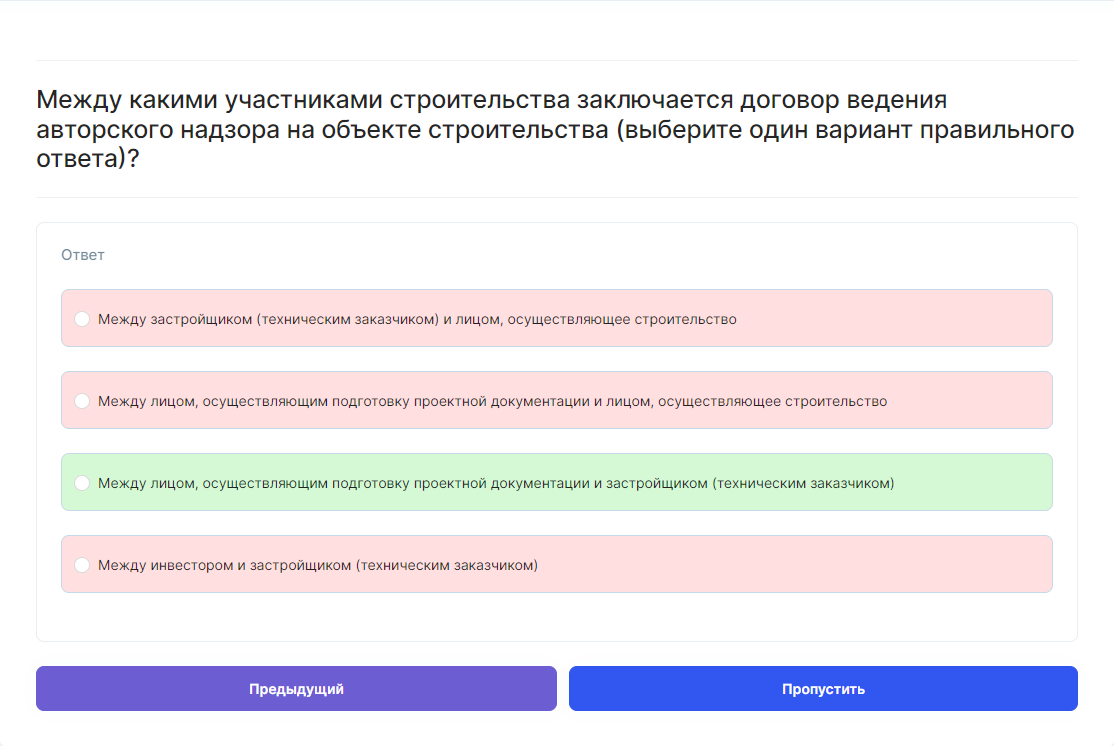 Между какими участниками строительства заключается договор ведения
авторского надзора на объекте строительства (выберите один вариант правильного
ответа)?
Ответ
Между застройщиком (техническим заказчиком) и лицом, осуществляющее строительство
Между лицом, осуществляющим подготовку проектной документации и лицом, осуществляющее строительство
Между лицом, осуществляющим подготовку проектной документации и застройщиком (техническим заказчиком)
Между инвестором и застройщиком (техническим заказчиком)
Предыдущий
Пропустить